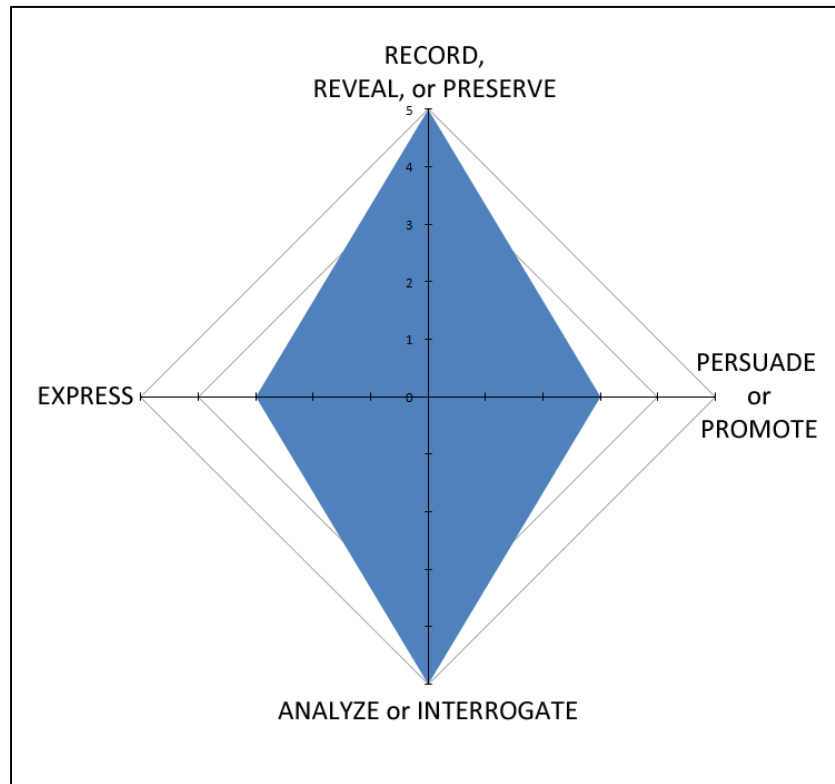 RECORD,
REVEAL, or PRESERVE
5
4
3
2
1
0
EXPRESS
PERSUADE
or
PROMOTE
ANALYZE or INTERROGATE